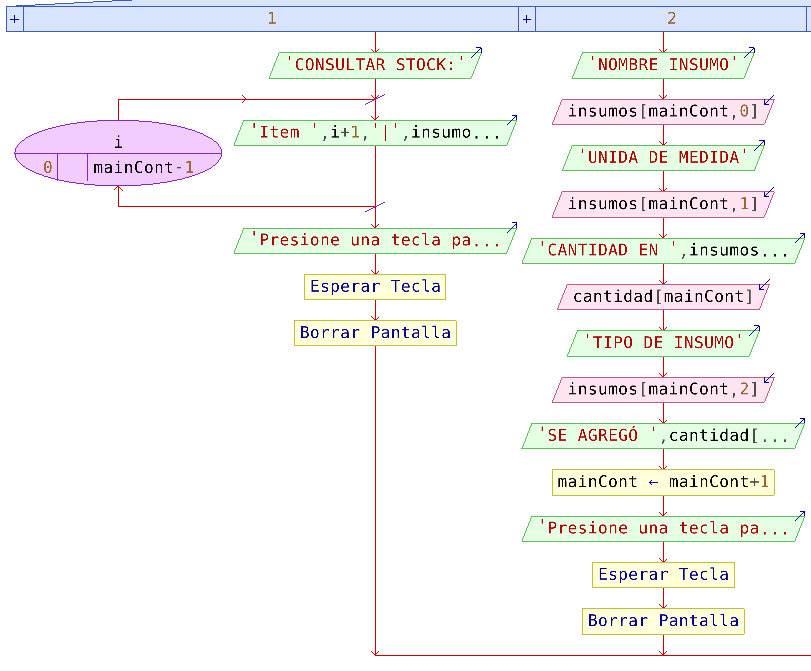 + 1 + 2
'CONSULTAR STOCK:'
i
0 mainCont-1
'Item ',i+1,'|',insumo...
'Presione una tecla pa...
Esperar Tecla
Borrar Pantalla
'NOMBRE INSUMO'
insumos[mainCont,0]
'UNIDA DE MEDIDA'
insumos[mainCont,1]
'CANTIDAD EN ',insumos...
cantidad[mainCont]
'TIPO DE INSUMO'
insumos[mainCont,2]
'SE AGREGÓ ',cantidad[...
mainCont ← mainCont+1
'Presione una tecla pa...
Esperar Tecla
Borrar Pantalla